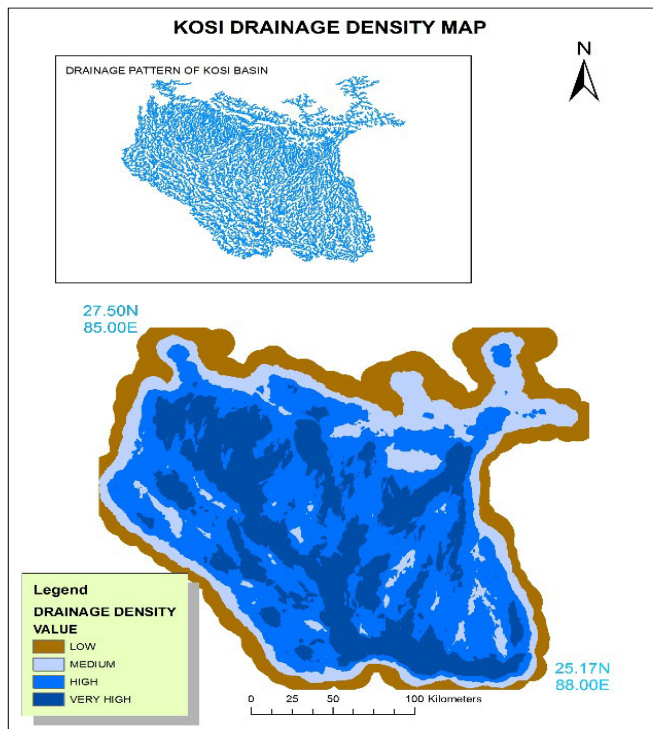 KOSI DRAINAGE DENSITY MAP
N
DRAINAGE PATTERN OF KOSI BASIN
27.50N
85.00E
Legend
DRAINAGE DENSITY
VALUE
LOW
MEDIUM
HIGH
VERY HIGH
25.17N
88.00E
0 25 50 100 Kilometers